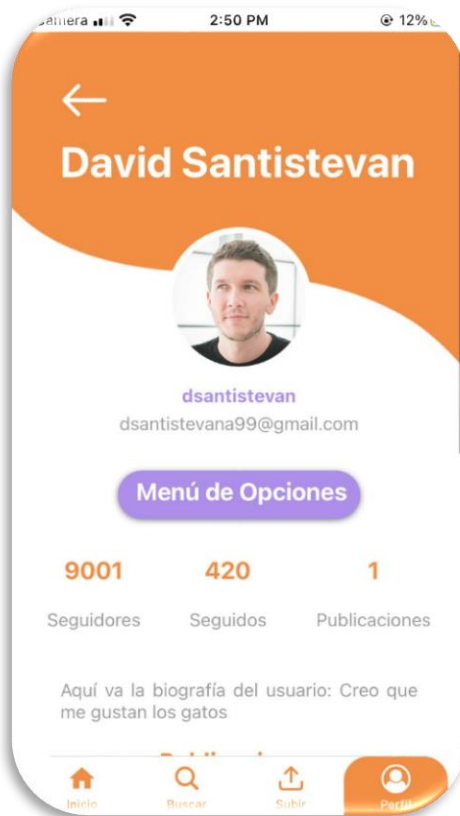 2:50 PM
12%
David Santistevan
dsantistevan
dsantistevana99@gmail.com
Menú de Opciones
9001 420 1
Seguidores Seguidos Publicaciones
Aquí va la biografía del usuario: Creo que
me gustan los gatos
Inicio Buscar Subir Perfil